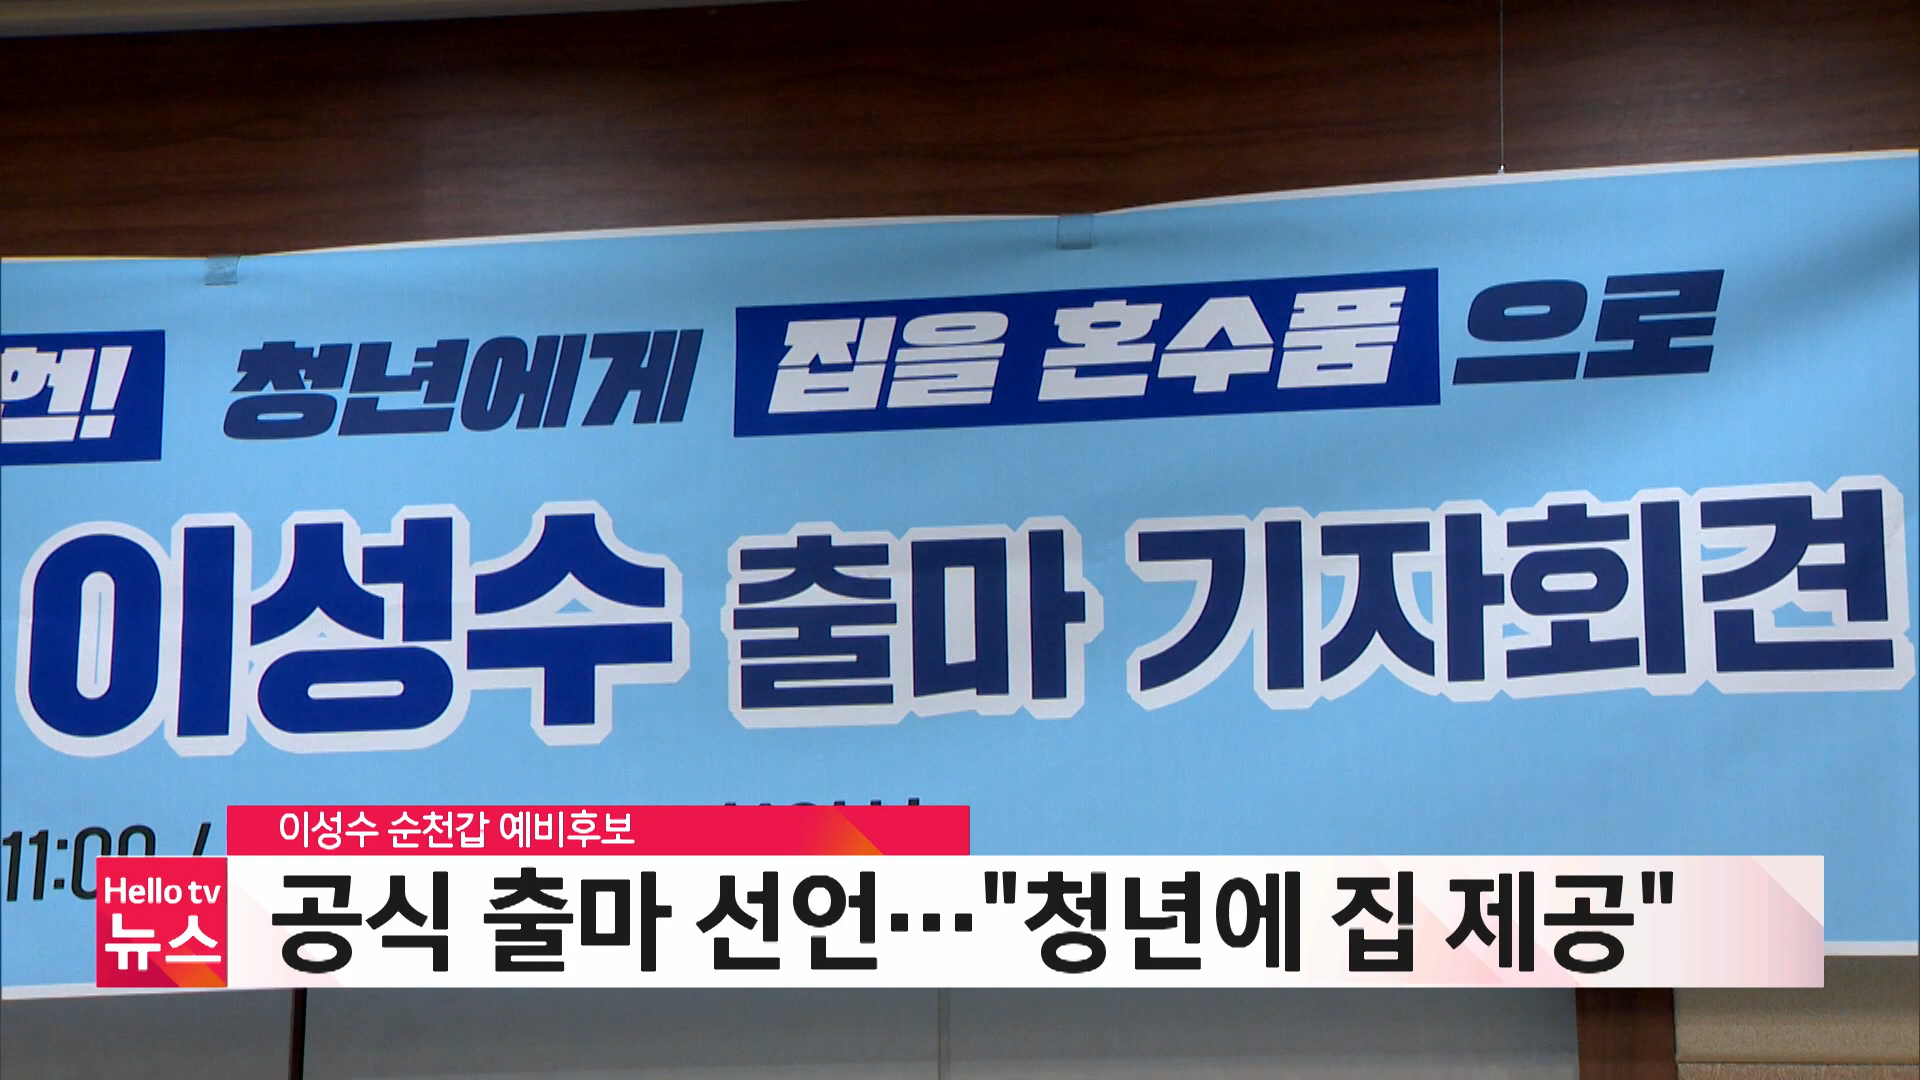 헌! 청년에게 집을 혼수품으로
이성수 출마 기자회견
11:00 /
이성수 순천갑 예비후보
Hello tv
뉴스
공식 출마 선언…"청년에 집 제공"